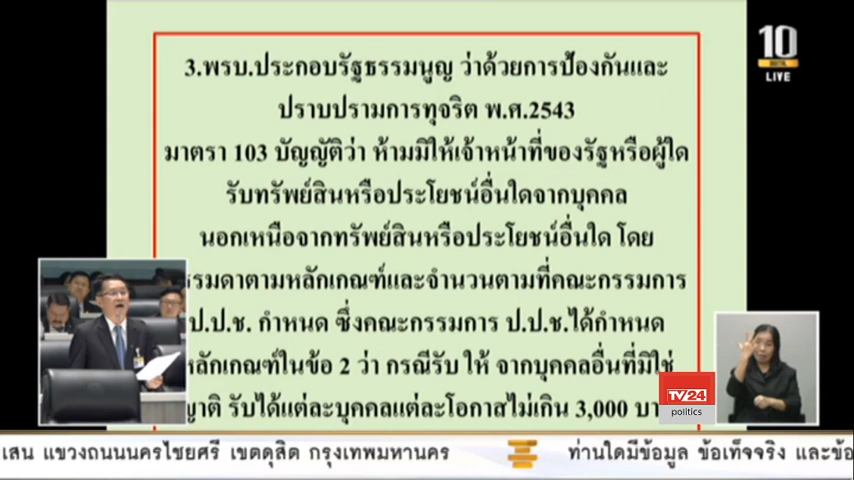 3.พรบ.ประกอบรัฐธรรมนูญ ว่าด้วยการป้องกันและ
ปราบปรามการทุจริต พ.ศ.2543
มาตรา 103 บัญญัติว่า ห้ามมิให้เจ้าหน้าที่ของรัฐหรือผู้ใด
รับทรัพย์สินหรือประโยชน์อื่นใดจากบุคคล
นอกเหนือจากทรัพย์สินหรือประโยชน์อื่นใด โดย
รรมดาตามหลักเกณฑ์และจำนวนตามที่คณะกรรมการ
ป.ป.ช. กำหนด ซึ่งคณะกรรมการ ป.ป.ช.ได้กำหนด
หลักเกณฑ์ในข้อ 2 ว่า กรณีรับ ให้ จากบุคคลอื่นที่มิใช่
ญาติ รับได้แต่ละบุคคลแต่ละโอกาสไม่เกิน 3,000 บา
10
DIGITAL
LIVE
TV24
politics
เสน แขวงถนนนครไชยศรี เขตดุสิต กรุงเทพมหานคร ท่านใดมีข้อมูล ข้อเท็จจริง และข้อ